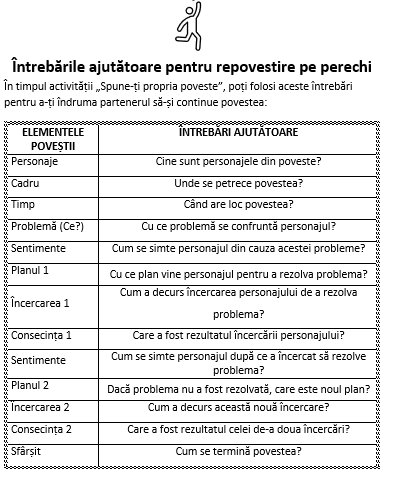 Întrebările ajutătoare pentru repovestire pe perechi
În timpul activității „Spune-ți propria poveste”, poți folosi aceste întrebări
pentru a-ți îndruma partenerul să-și continue povestea:
ELEMENTELE POVEȘTII ÎNTREBĂRI AJUTĂTOARE
Personaje Cine sunt personajele din poveste?
Cadru Unde se petrece povestea?
Timp Când are loc povestea?
Problemă (Ce?) Cu ce problemă se confruntă personajul?
Sentimente Cum se simte personajul din cauza acestei probleme?
Planul 1 Cu ce plan vine personajul pentru a rezolva problema?
Încercarea 1 Cum a decurs încercarea personajului de a rezolva
problema?
Consecința 1 Care a fost rezultatul încercării personajului?
Sentimente Cum se simte personajul după ce a încercat să rezolve
problema?
Planul 2 Dacă problema nu a fost rezolvată, care este noul plan?
Încercarea 2 Cum a decurs această nouă încercare?
Consecința 2 Care a fost rezultatul celei de-a doua încercări?
Sfârșit Cum se termină povestea?